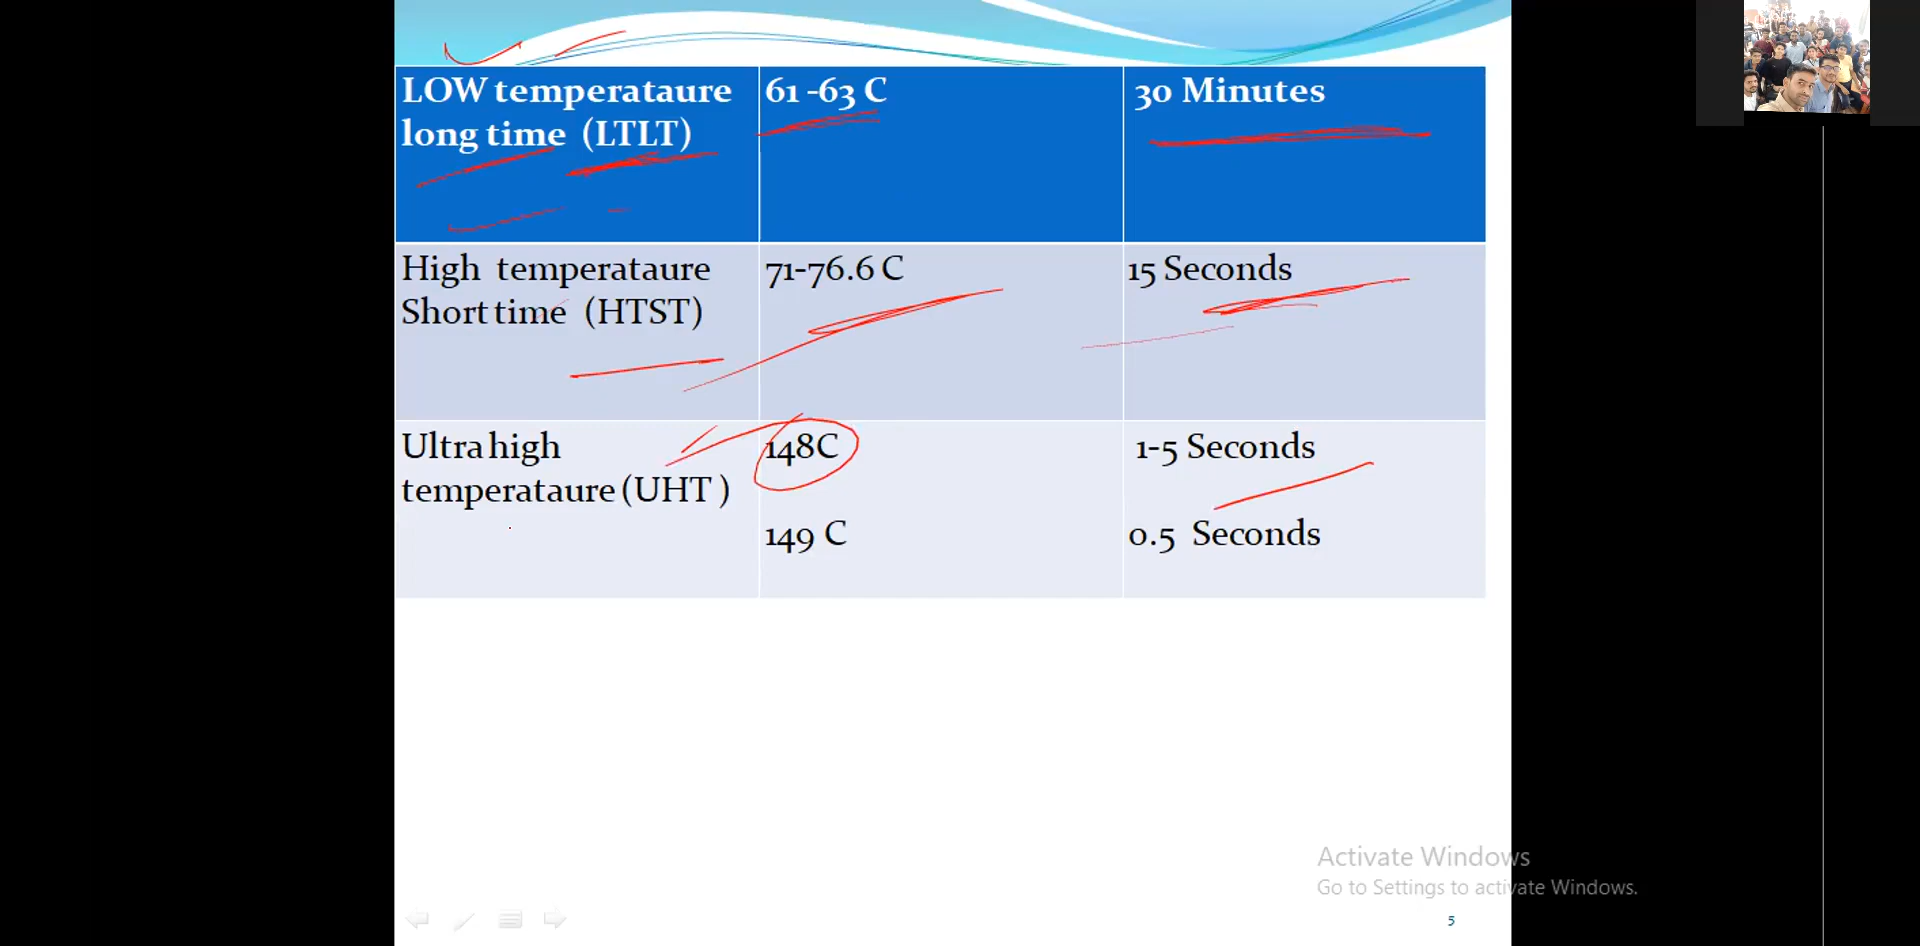 LOW temperataure 61 -63 C 30 Minutes
long time (LTLT)
High temperataure 71-76.6 C 15 Seconds
Short time (HTST)
Ultra high 148C 1-5 Seconds
temperataure (UHT )
149 C 0.5 Seconds
Activate Windows
Go to Settings to activate Windows.
5